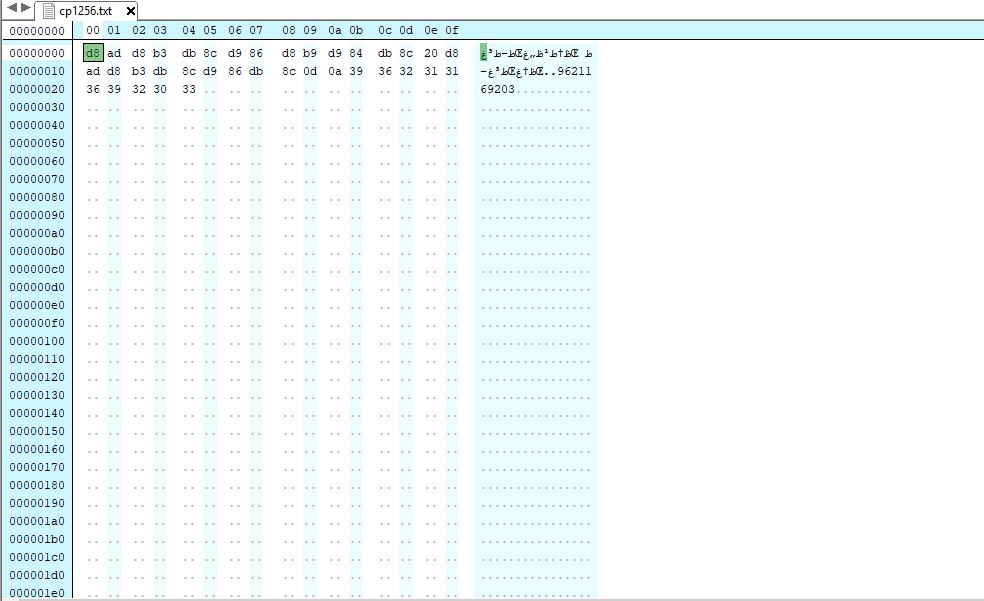 cp1256.txt
00000000 00 01 02 03 04 05 06 07 08 09 0a 0b 0c 0d 0e 0f
00000000 d8 ad d8 b3 db 8c d9 86 d8 b9 d9 84 db 8c 20 d8 ط-ط³غŒظ†ط¹ظ„غŒ ط
00000010 ad d8 b3 db 8c d9 86 db 8c 0d 0a 39 36 32 31 31 -ط³غŒظ†غŒ..96211
00000020 36 39 32 30 33 69203
00000030
00000040
00000050
00000060
00000070
00000080
00000090
000000a0
000000b0
000000c0
000000d0
000000e0
000000f0
00000100
00000110
00000120
00000130
00000140
00000150
00000160
00000170
00000180
00000190
000001a0
000001b0
000001c0
000001d0
000001e0